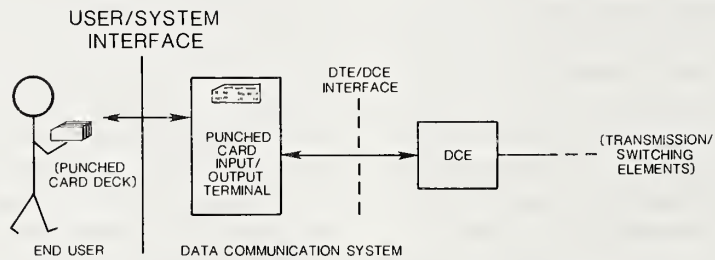 USER/SYSTEM
INTERFACE
DTE/DCE
INTERFACE
PUNCHED
CARD
INPUT/
OUTPUT
TERMINAL
DCE
(TRANSMISSION/
SWITCHING
ELEMENTS)
(PUNCHED
CARD DECK)
END USER
DATA COMMUNICATION SYSTEM